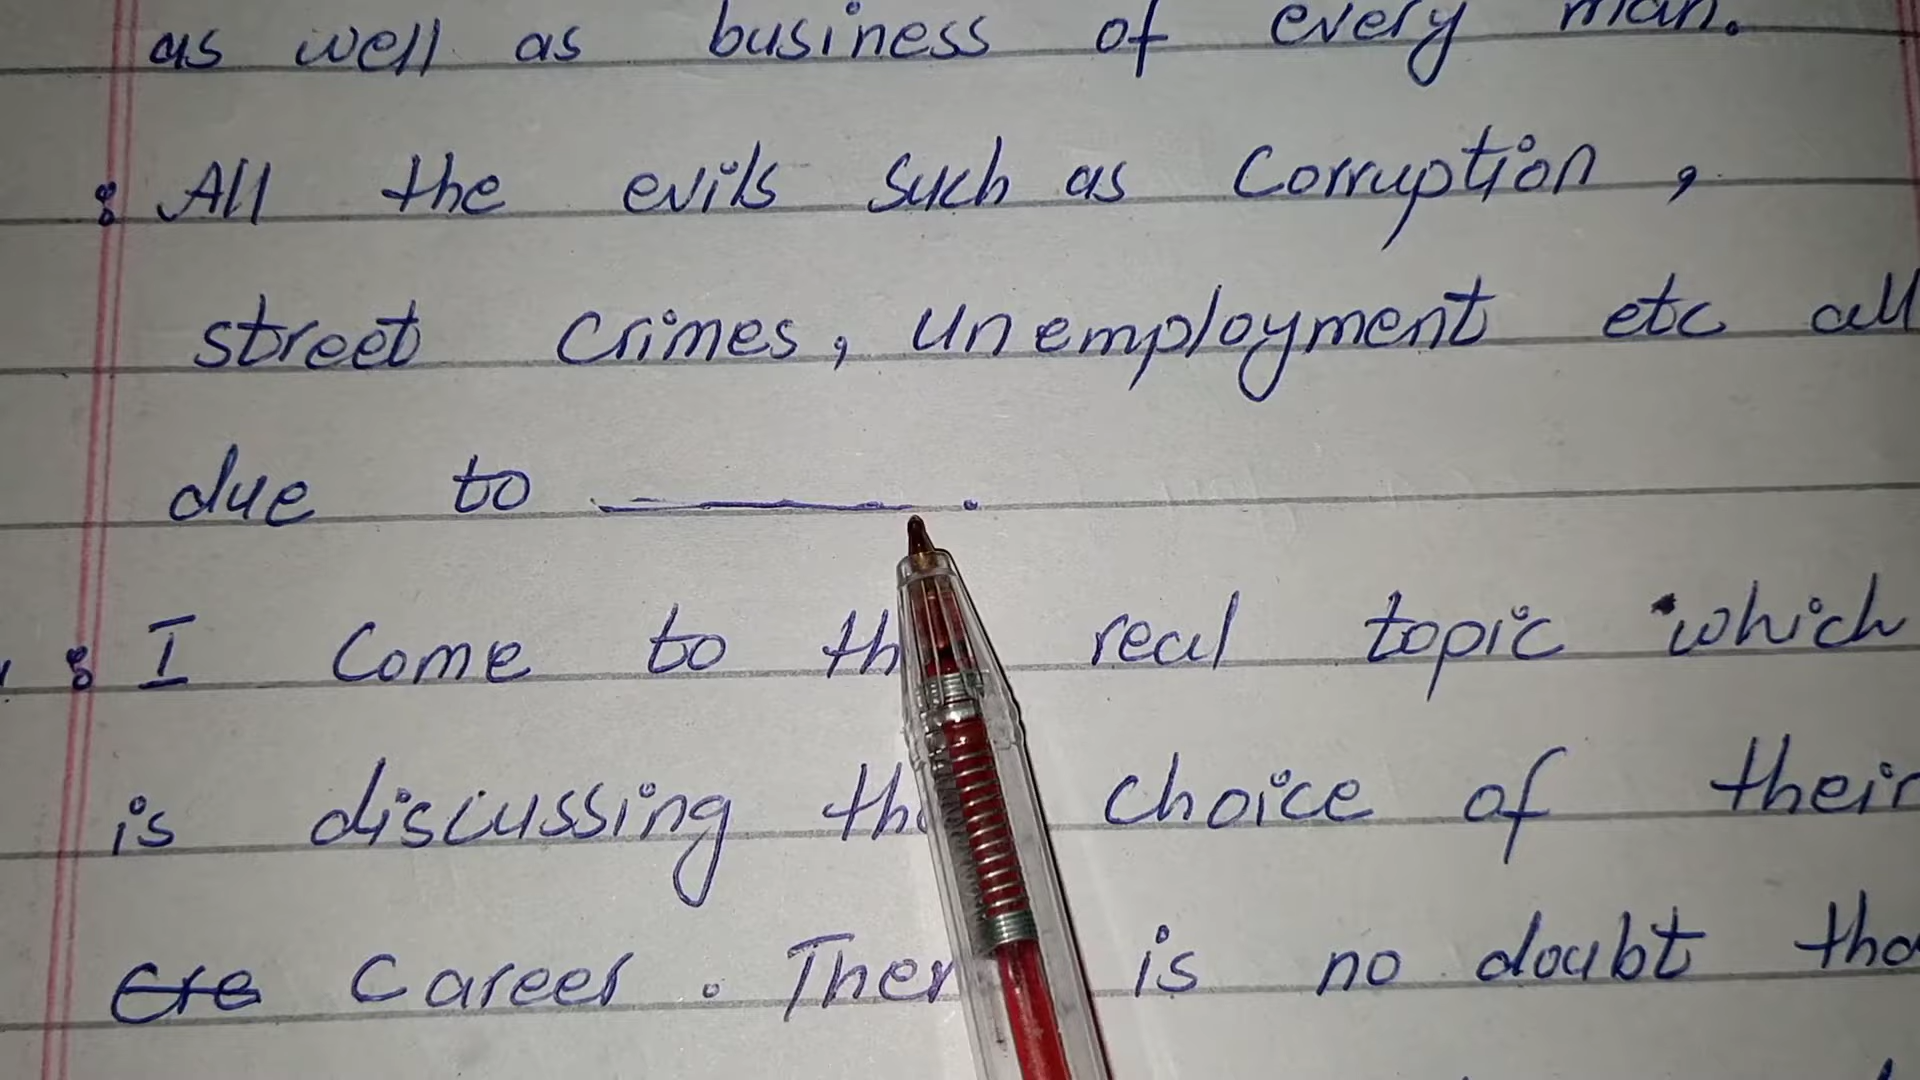 as well as business of every man.
: All the evils such as Corruption,
street crimes, unemployment etc all
due to ______.
: I Come to th real topic which
is discussing the choice of their
Cre Career. Ther is no doubt tha